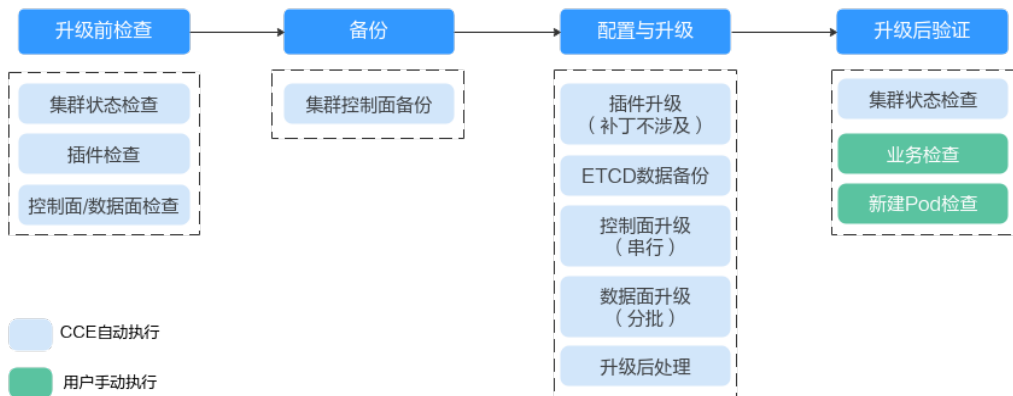 升级前检查
备份
配置与升级
升级后验证
集群状态检查
插件检查
控制面/数据面检查
集群控制面备份
插件升级
（补丁不涉及）
ETCD数据备份
控制面升级
（串行）
数据面升级
（分批）
升级后处理
集群状态检查
业务检查
新建Pod检查
CCE自动执行
用户手动执行